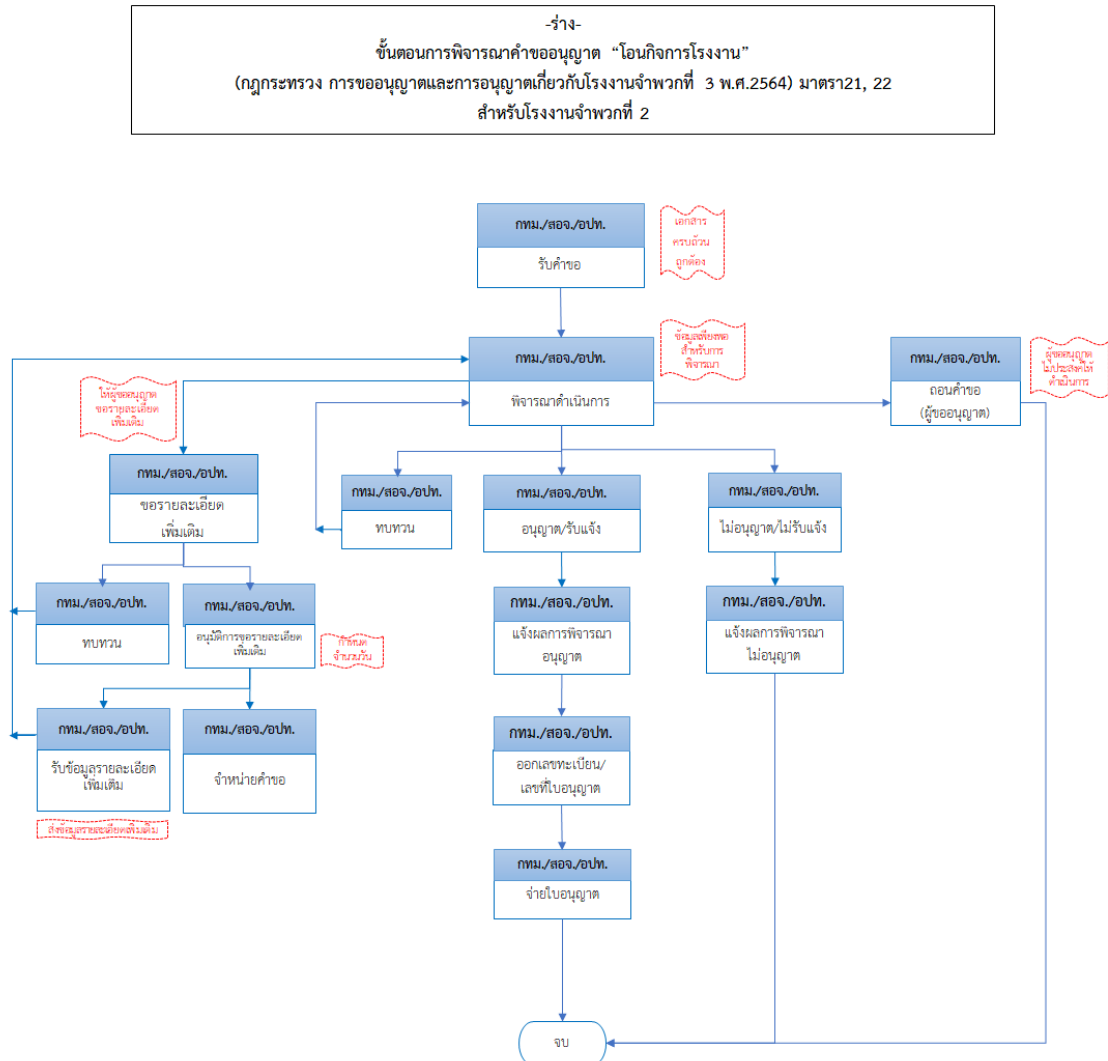 -ร่าง-
ขั้นตอนการพิจารณาคำขออนุญาต “โอนกิจการโรงงาน”
(กฎกระทรวง การขออนุญาตและการอนุญาตเกี่ยวกับโรงงานจำพวกที่ 3 พ.ศ.2564) มาตรา21, 22
สำหรับโรงงานจำพวกที่ 2
กทม./สอจ./อปท.
รับคำขอ
เอกสาร
ครบถ้วน
ถูกต้อง
กทม./สอจ./อปท.
พิจารณาดำเนินการ
ข้อมูลเพียงพอ
สำหรับการ
พิจารณา
กทม./สอจ./อปท.
ถอนคำขอ
(ผู้ขออนุญาต)
ผู้ขออนุญาต
ไม่ประสงค์ให้
ดำเนินการ
ให้ผู้ขออนุญาต
ขอรายละเอียด
เพิ่มเติม
กทม./สอจ./อปท.
ขอรายละเอียด
เพิ่มเติม
กทม./สอจ./อปท.
ทบทวน
กทม./สอจ./อปท.
อนุญาต/รับแจ้ง
กทม./สอจ./อปท.
ไม่อนุญาต/ไม่รับแจ้ง
กทม./สอจ./อปท.
ทบทวน
กทม./สอจ./อปท.
อนุมัติการขอรายละเอียด
เพิ่มเติม
กำหนด
จำนวนวัน
กทม./สอจ./อปท.
แจ้งผลการพิจารณา
อนุญาต
กทม./สอจ./อปท.
แจ้งผลการพิจารณา
ไม่อนุญาต
กทม./สอจ./อปท.
รับข้อมูลรายละเอียด
เพิ่มเติม
ส่งข้อมูลรายละเอียดเพิ่มเติม
กทม./สอจ./อปท.
จำหน่ายคำขอ
กทม./สอจ./อปท.
ออกเลขทะเบียน/
เลขที่ใบอนุญาต
กทม./สอจ./อปท.
จ่ายใบอนุญาต
จบ